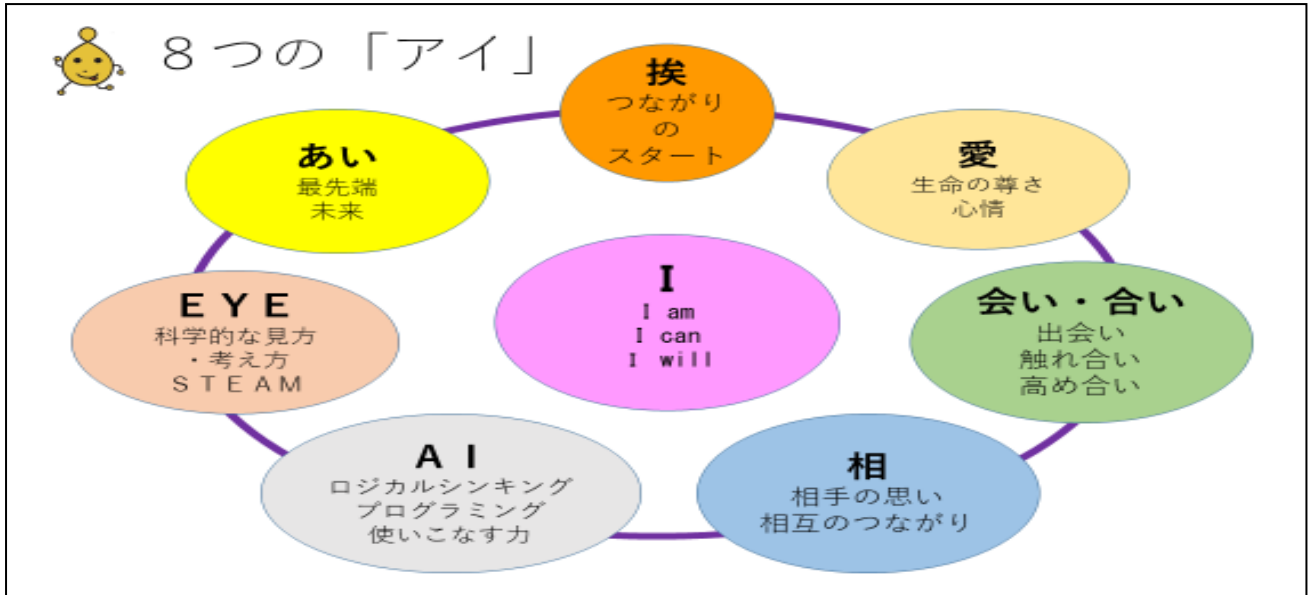 ８つの「アイ」
挨
つながり
の
スタート
愛
生命の尊さ
心情
会い・合い
出会い
触れ合い
高め合い
相
相手の思い
相互のつながり
ＡＩ
ロジカルシンキング
プログラミング
使いこなす力
ＥＹＥ
科学的な見方
・考え方
ＳＴＥＡＭ
あい
最先端
未来
I
I am
I can
I will